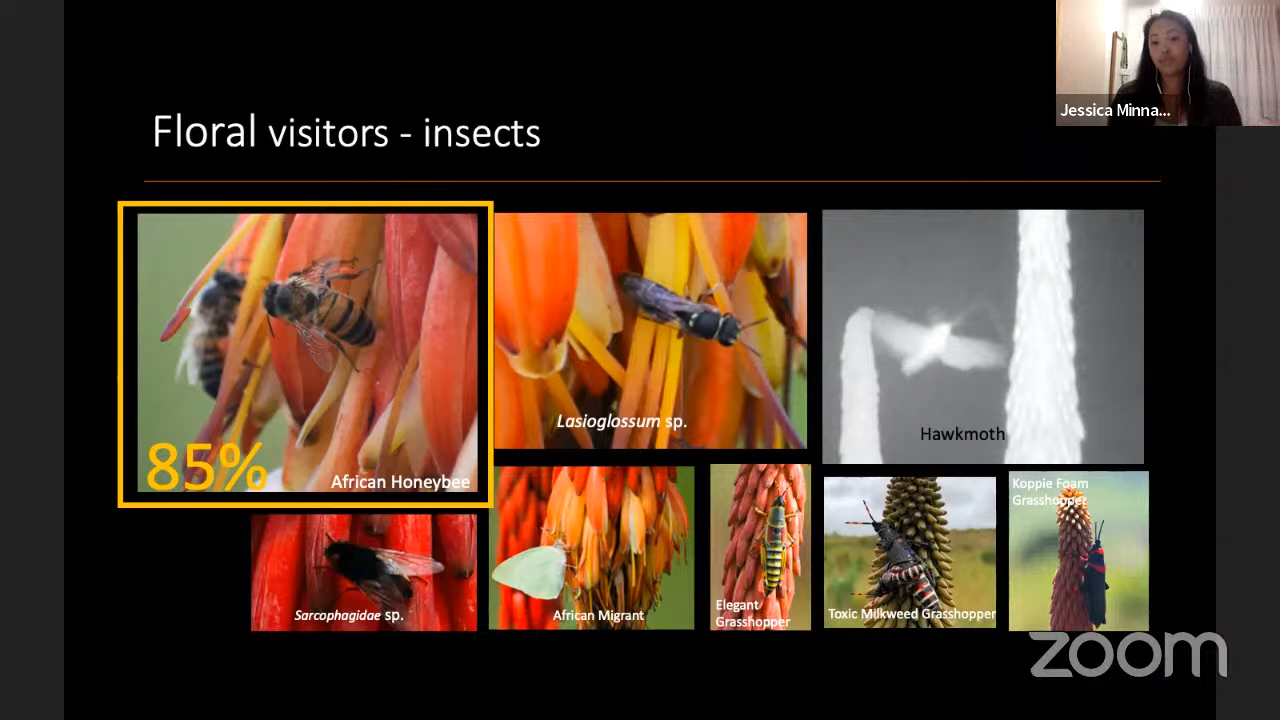 Jessica Minna...
Floral visitors - insects
85%
African Honeybee
Lasioglossum sp.
Hawkmoth
Sarcophagidae sp.
African Migrant
Elegant
Grasshopper
Toxic Milkweed Grasshopper
Koppie Foam
Grasshopper
zoom